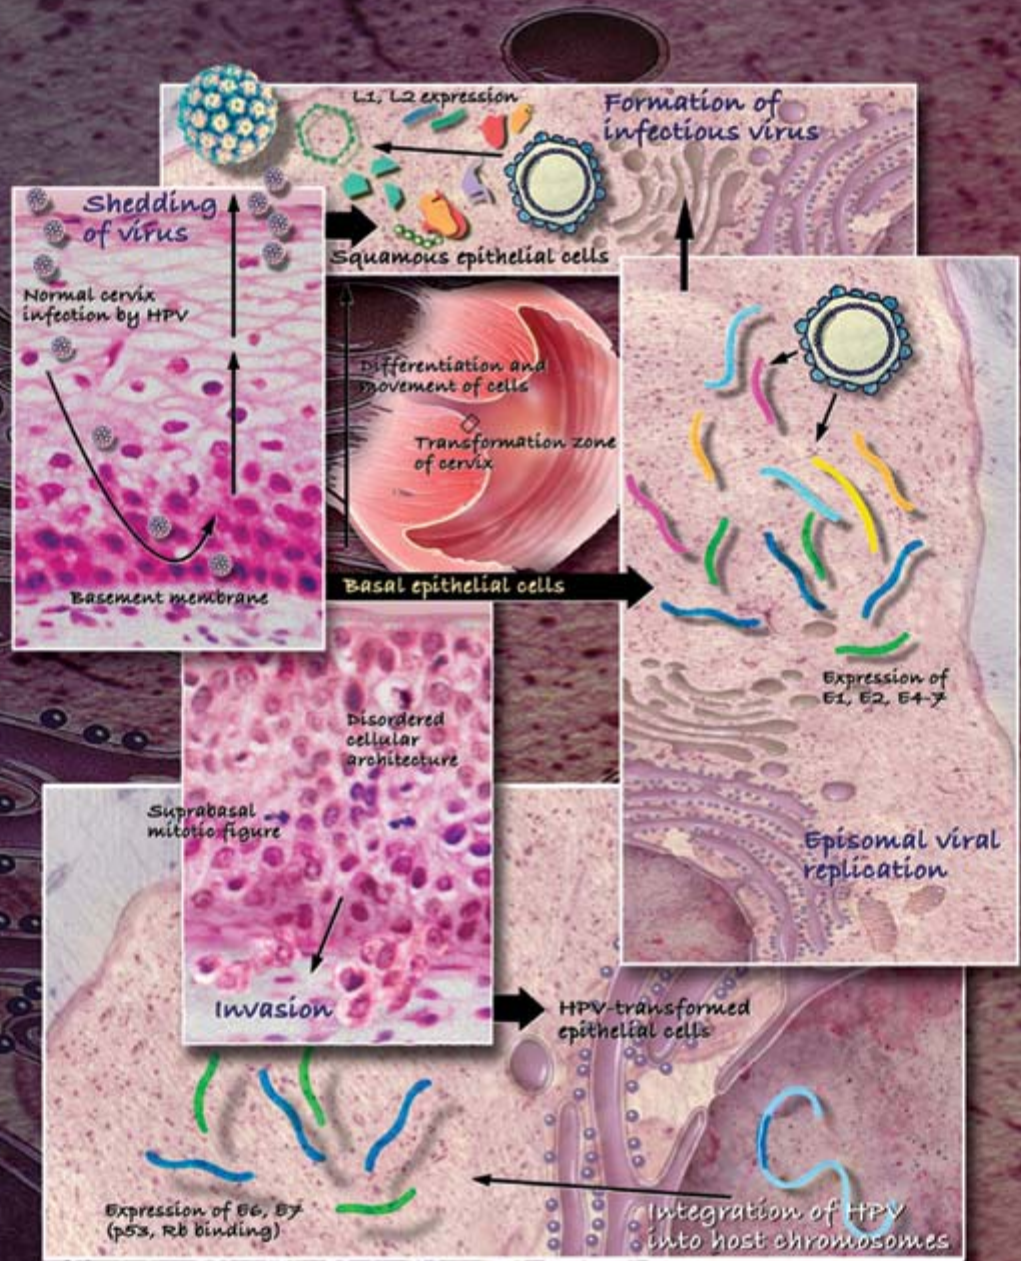 L1, L2 expression
Formation of
infectious virus
Shedding
of virus
Squamous epithelial cells
Normal cervix
infection by HPV
Differentiation and
movement of cells
Transformation zone
of cervix
Basal epithelial cells
Basement membrane
Expression of
E1, E2, E4-7
Disordered
cellular
architecture
Suprabasal
mitotic figure
Episomal viral
replication
Invasion
HPV-transformed
epithelial cells
Expression of E6, E7
(p53, Rb binding)
Integration of HPV
into host chromosomes